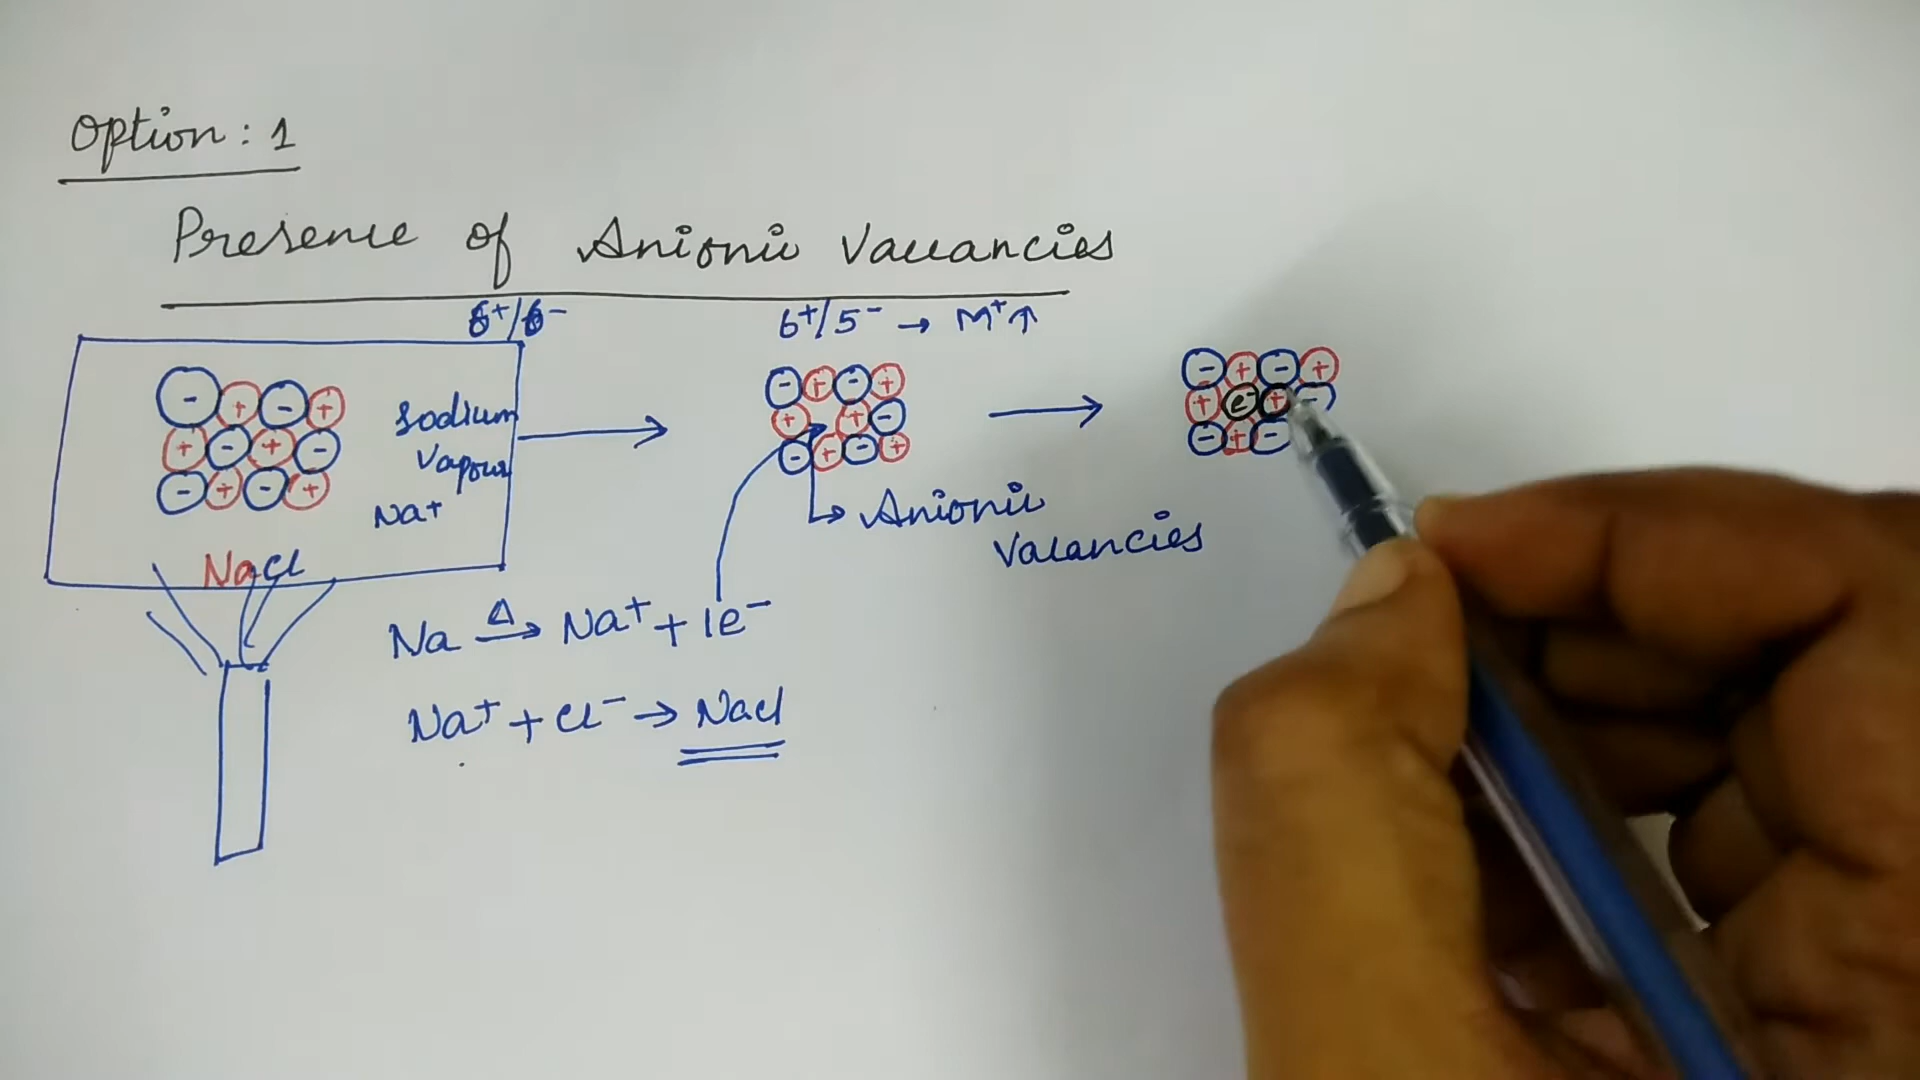 Option: 1
Presence of Anionic Vacancies
6+/6-
6+/5- → M+↑
- + - +
+ - + -
- + - +
Sodium
Vapour
Na+
NaCl
- + - +
+ + -
- + - +
Anionic
Vacancies
- + - +
+ e- + -
- + -
Na Δ→ Na+ + 1e-
Na+ + Cl- → NaCl